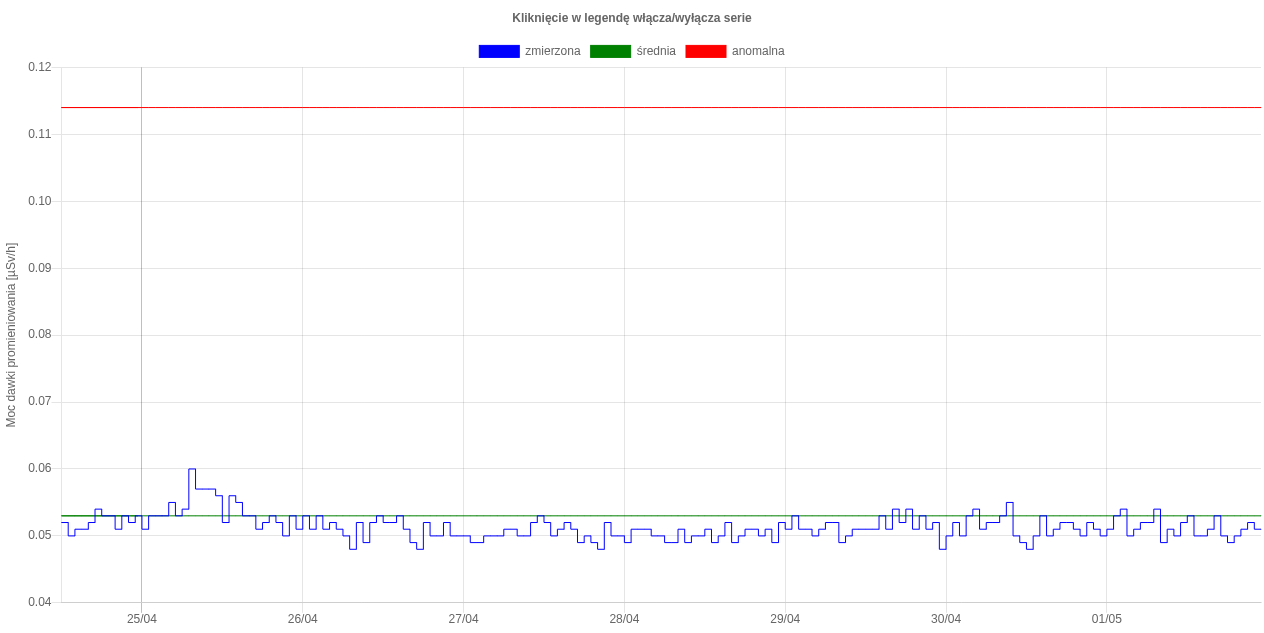 Kliknięcie w legendę włącza/wyłącza serie
zmierzona średnia anomalna
Moc dawki promieniowania [µSv/h]
0.12
0.11
0.10
0.09
0.08
0.07
0.06
0.05
0.04
25/04 26/04 27/04 28/04 29/04 30/04 01/05